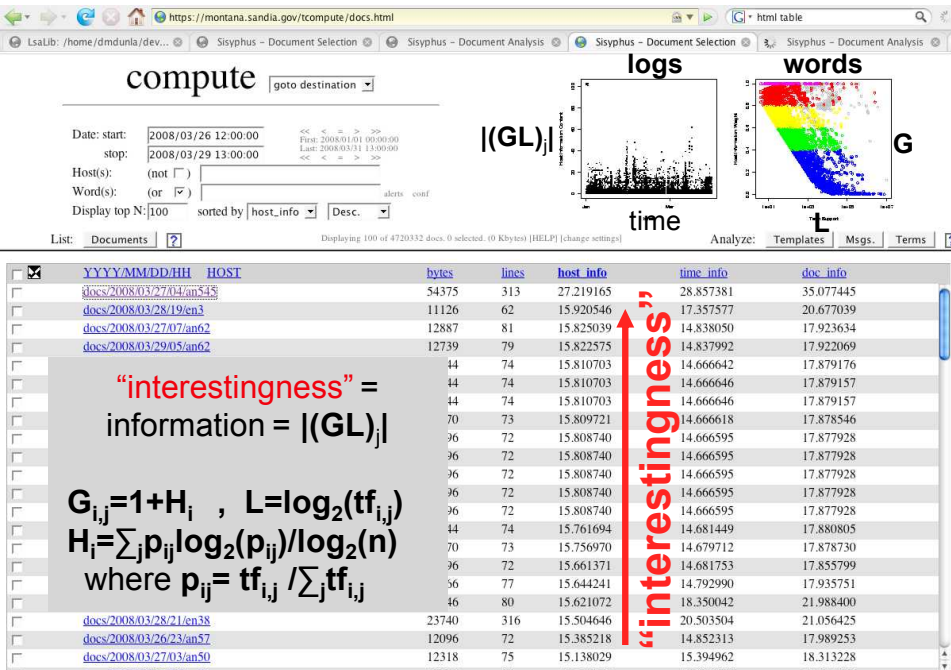 https://montana.sandia.gov/tcompute/docs.html
html table
LsaLib: /home/dmdunla/dev...
Sisyphus – Document Selection
Sisyphus – Document Analysis
Sisyphus – Document Selection
Sisyphus – Document Analysis
compute
goto destination
logs
words
|(GL)j|
G
time
L
Date: start: 2008/03/26 12:00:00
<< < = > >>
First: 2008/01/01 00:00:00
stop: 2008/03/29 13:00:00
Last: 2008/03/31 13:00:00
<< < = > >>
Host(s): (not )
Word(s): (or ) alerts conf
Display top N: 100 sorted by host_info Desc.
List: Documents ? Displaying 100 of 4720332 docs. 0 selected. (0 Kbytes) [HELP] [change settings] Analyze: Templates Msgs. Terms
YYYY/MM/DD/HH HOST bytes lines host_info time_info doc_info
docs/2008/03/27/04/an545 54375 313 27.219165 28.857381 35.077445
docs/2008/03/28/19/en3 11126 62 15.920546 17.357577 20.677039
docs/2008/03/27/07/an62 12887 81 15.825039 14.838050 17.923634
docs/2008/03/29/05/an62 12739 79 15.822575 14.837992 17.922069
44 74 15.810703 14.666642 17.879176
44 74 15.810703 14.666646 17.879157
44 74 15.810703 14.666646 17.879157
70 73 15.809721 14.666618 17.878546
96 72 15.808740 14.666595 17.877928
96 72 15.808740 14.666595 17.877928
96 72 15.808740 14.666595 17.877928
96 72 15.808740 14.666595 17.877928
96 72 15.808740 14.666595 17.877928
44 74 15.761694 14.681449 17.880805
70 73 15.756970 14.679712 17.878730
96 72 15.661371 14.681753 17.855799
66 77 15.644241 14.792990 17.935751
46 80 15.621072 18.350042 21.988400
docs/2008/03/28/21/en38 23740 316 15.504646 20.503504 21.056425
docs/2008/03/26/23/an57 12096 72 15.385218 14.852313 17.989253
docs/2008/03/27/03/an50 12318 75 15.138029 15.394962 18.313228
“interestingness” =
information = |(GL)j|
Gi,j=1+Hi , L=log2(tfi,j)
Hi=∑jpijlog2(pij)/log2(n)
where pij= tfi,j /∑jtfi,j
“interestingness”